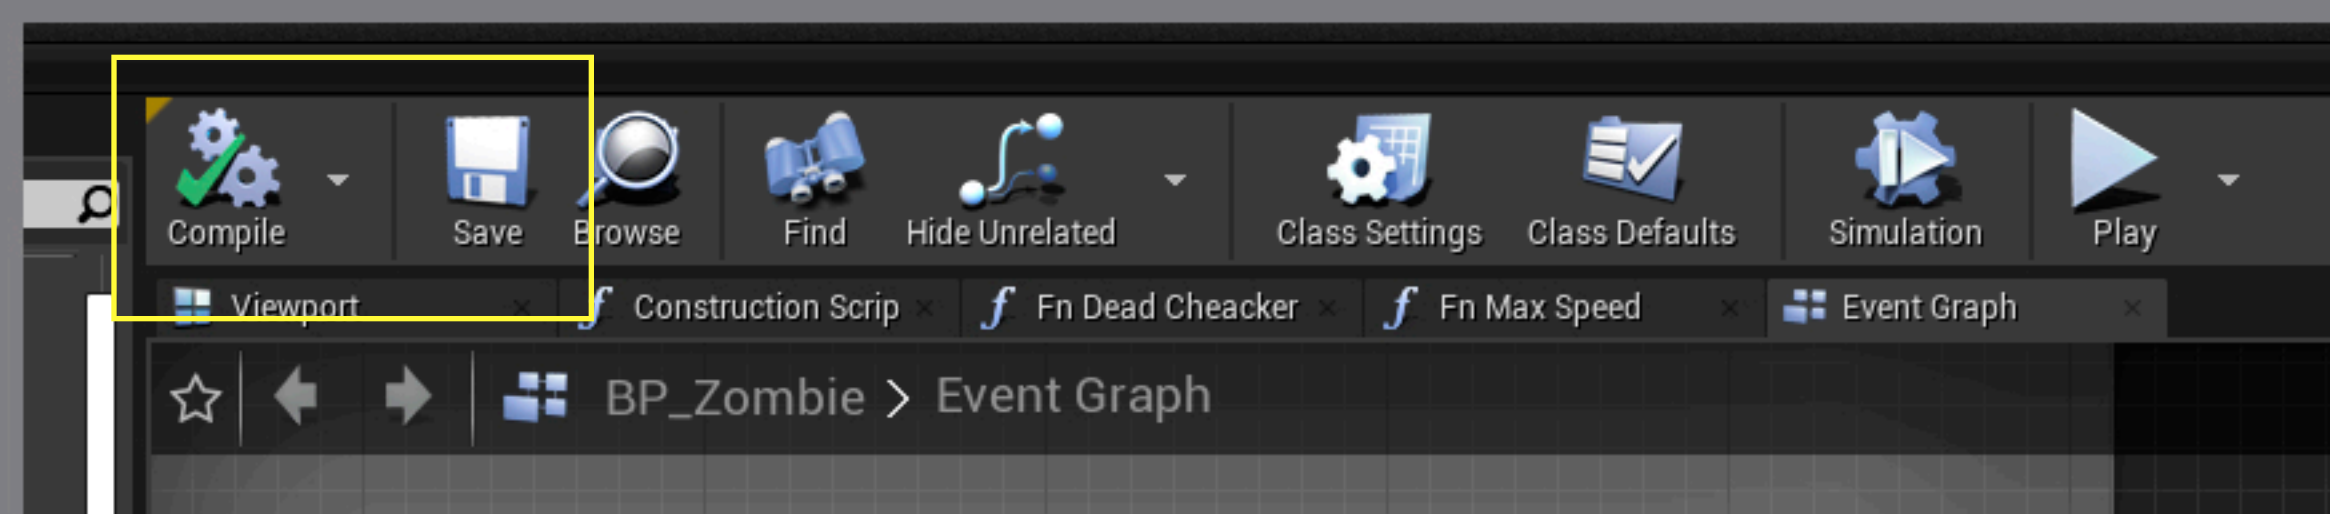 Compile Save Browse Find Hide Unrelated Class Settings Class Defaults Simulation Play
Viewport Construction Scrip Fn Dead Cheacker Fn Max Speed Event Graph
BP_Zombie > Event Graph